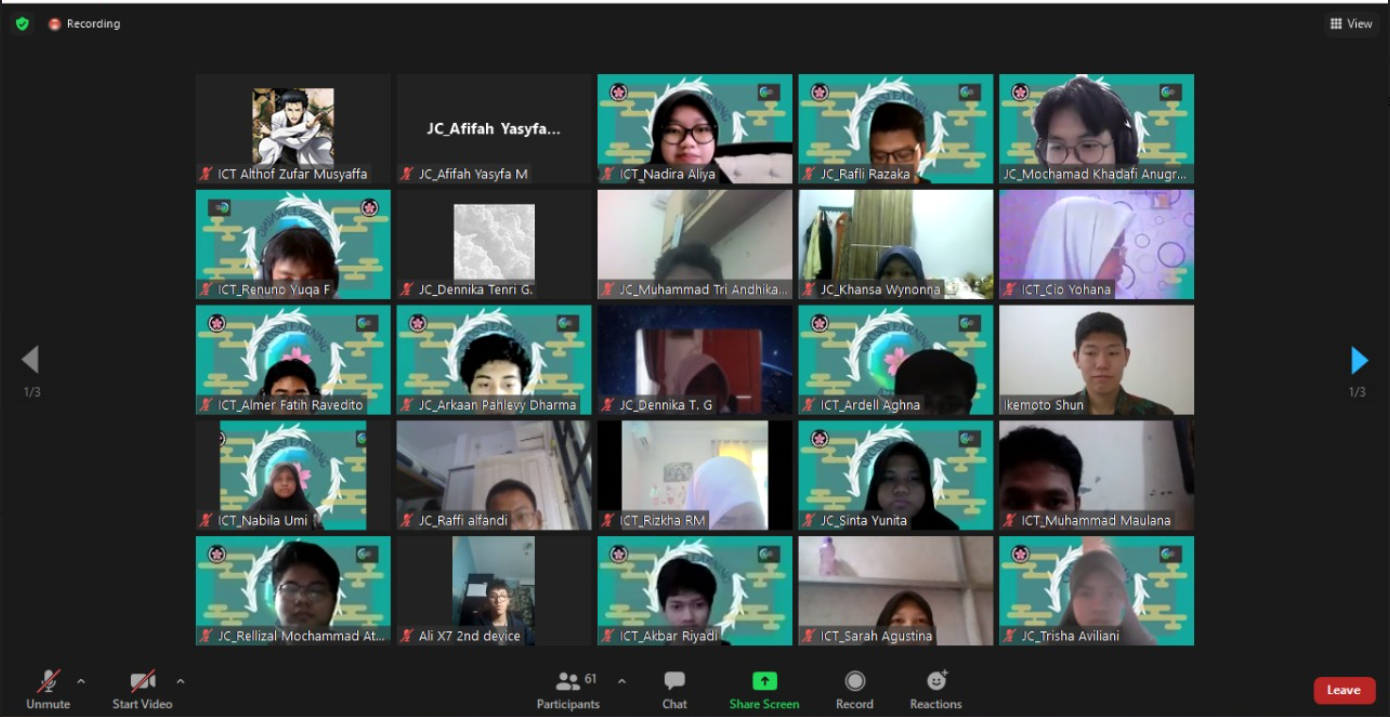 Recording
View
JC_Afifah Yasyfa...
ICT Althof Zufar Musyaffa
JC_Afifah Yasyfa M
ICT_Nadira Aliya
JC_Rafli Razaka
JC_Mochamad Khadafi Anugr...
ICT_Renuno Yuqa F
JC_Dennika Tenri G.
JC_Muhammad Tri Andhika...
JC_Khansa Wynonna
ICT_Cio Yohana
1/3
1/3
ICT_Almer Fatih Ravedito
JC_Arkaan Pahlevy Dharma
JC_Dennika T. G
ICT_Ardell Aghna
Ikemoto Shun
ICT_Nabila Umi
JC_Raffi alfandi
ICT_Rizkha RM
JC_Sinta Yunita
ICT_Muhammad Maulana
JC_Rellizal Mochammad At...
Ali X7 2nd device
ICT_Akbar Riyadi
ICT_Sarah Agustina
JC_Trisha Aviliani
Unmute
Start Video
61
Participants
Chat
Share Screen
Record
Reactions
Leave